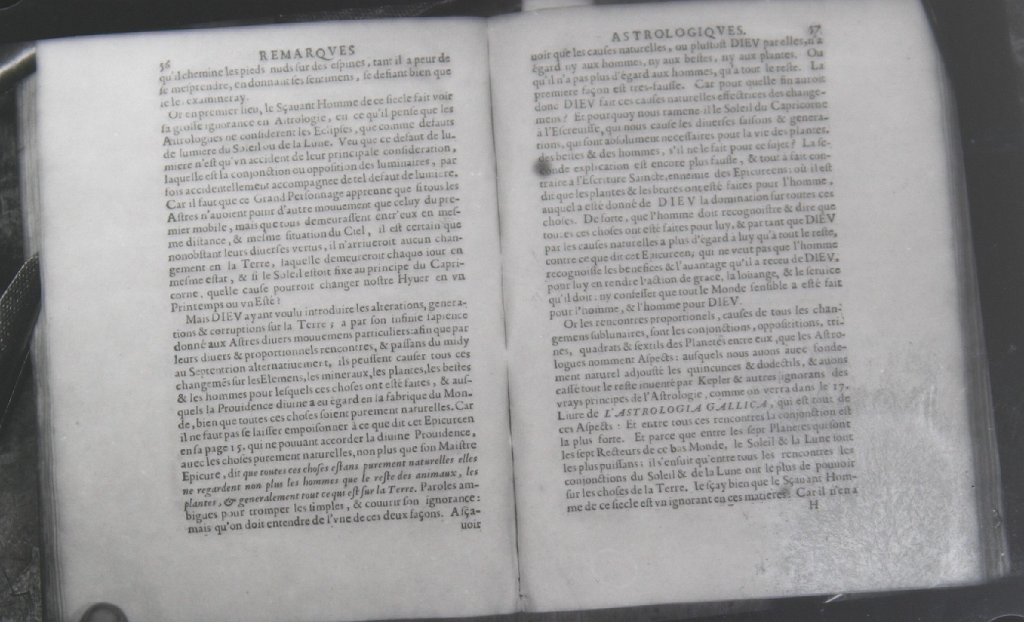 56
REMARQVES
qu'il chemine les pieds nuds sur des espines, tant il a peur de
se mesprendre, en donnant ses sentimens, se defiant bien que
ie le examineray.
Or en premier lieu, le Sçauant Homme de ce siecle fait voir
sa grosse ignorance en Astrologie, en ce qu'il pense que les
Astrologues ne considerent les Eclipses, que comme defauts
de lumiere du Soleil ou de la Lune. Veu que ce defaut de lu-
miere n'est qu'vn accident de leur principale consideration,
laquelle est la conjonction ou opposition des luminaires, par
fois accidentellement accompagnée de tel defaut de lumiere.
Car il faut que ce Grand Personnage apprenne que si tous les
Astres n'auoient point d'autre mouuement que celuy du pre-
mier mobile, mais que tous demeurassent entr'eux en mes-
me distance, & mesme situation du Ciel, il est certain que
nonobstant leurs diuerses vertus, il n'arriueroit aucun chan-
gement en la Terre, laquelle demeureroit chaque iour en
mesme estat, & si le Soleil estoit fixe au principe du Capri-
corne, quelle cause pourroit changer nostre Hyuer en vn
Printemps ou vn Esté?
Mais DIEV ayant voulu introduire les alterations, genera-
tions & corruptions sur la Terre; a par son infinie sapience
donné aux Astres diuers mouuemens particuliers: afin que par
leurs diuers & proportionnels rencontres, & passans du midy
au Septentrion alternatiuement, ils peussent causer tous ces
changemés sur les Elemens, les mineraux, les plantes, les bestes
& les hommes pour lesquels ces choses ont esté faites, & aus-
quels la Prouidence diuine a eu égard en la fabrique du Mon-
de, bien que toutes ces choses soient purement naturelles. Car
il ne faut pas se laisser empoisonner à ce que dit cet Epicureen
en sa page 15. qui ne pouuant accorder la diuine Prouidence,
auec les choses purement naturelles, non plus que son Maistre
Epicure, dit que toutes ces choses estans purement naturelles elles
ne regardent non plus les hommes que le reste des animaux, les
plantes, & generalement tout ce qui est sur la Terre. Paroles am-
bigues pour tromper les simples, & couurir son ignorance:
mais qu'on doit entendre de l'vne de ces deux façons. Asça-
uoir
ASTROLOGIQVES.
57
uoir que les causes naturelles, ou plustost DIEV par elles, n'a
égard ny aux hommes, ny aux bestes, ny aux plantes. Ou
qu'il n'a pas plus d'égard aux hommes, qu'à tout le reste. La
premiere façon est tres-fausse. Car pour quelle fin auroit
donc DIEV fait ces causes naturelles effectrices des change-
mens? Et pourquoy nous ramene-il le Soleil du Capricorne
à l'Escreuisse, qui nous cause les diuerses saisons & genera-
tions, qui sont absolument necessaires pour la vie des plantes,
des bestes & des hommes, s'il ne le fait pour ce sujet? La se-
conde explication est encore plus fausse, & tout à fait con-
traire à l'Escriture Saincte, ennemie des Epicureens: où il est
dit que les plantes & les brutes ont esté faites pour l'homme,
auquel a esté donné de DIEV la domination sur toutes ces
choses. De sorte, que l'homme doit recognoistre & dire que
toutes ces choses ont esté faites pour luy, & partant que DIEV
par les causes naturelles a plus d'égard à luy qu'à tout le reste,
contre ce que dit cet Epicureen, qui ne veut pas que l'homme
recognoisse les benefices & l'auantage qu'il a receu de DIEV,
pour luy en rendre l'action de grace, la louange, & le seruice
qu'il doit: ny confesser que tout le Monde sensible a esté fait
pour l'homme, & l'homme pour DIEV.
Or les rencontres proportionels, causes de tous les chan-
gemens sublunaires, sont les conjonctions, oppositions, tri-
nes, quadrats & sextils des Planetes entre eux, que les Astro-
logues nomment Aspects: ausquels nous auons auec fonde-
ment naturel adjousté les quincunces & dodectils, & auons
cassé tout le reste inuenté par Kepler & autres ignorans des
vrays principes de l'Astrologie, comme on verra dans le 17.
Liure de L'ASTROLOGIA GALLICA, qui est tout de
ces Aspects: Et entre tous ces rencontres la conjonction est
la plus forte. Et parce que entre les sept Planetes qui sont
les sept Recteurs de ce bas Monde, le Soleil & la Lune sont
les plus puissans: il s'ensuit qu'entre tous les rencontres les
conjonctions du Soleil & de la Lune ont le plus de pouuoir
sur les choses de la Terre. Ie sçay bien que le Sçauant Hom-
me de ce siecle est vn ignorant en ces matieres. Car il n'en a
H